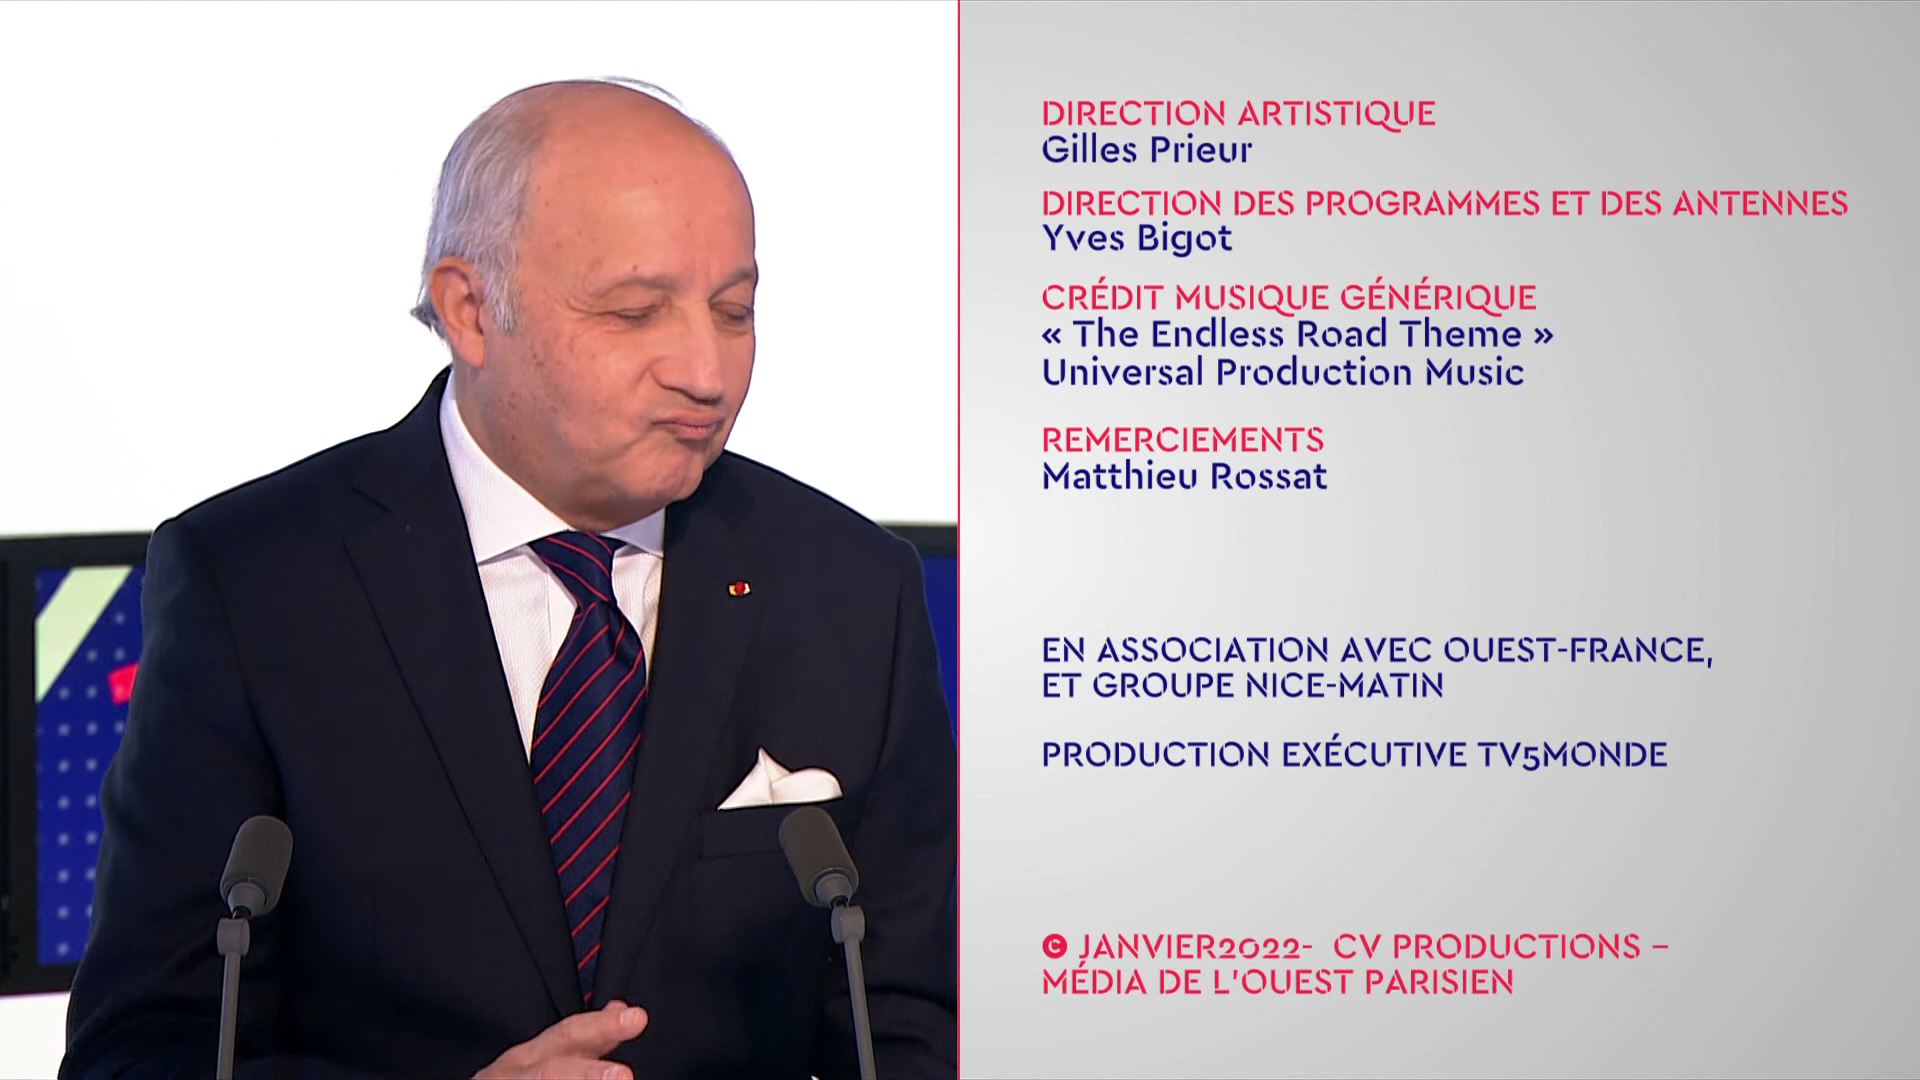 DIRECTION ARTISTIQUE
Gilles Prieur
DIRECTION DES PROGRAMMES ET DES ANTENNES
Yves Bigot
CRÉDIT MUSIQUE GÉNÉRIQUE
« The Endless Road Theme »
Universal Production Music
REMERCIEMENTS
Matthieu Rossat
EN ASSOCIATION AVEC OUEST-FRANCE,
ET GROUPE NICE-MATIN
PRODUCTION EXÉCUTIVE TV5MONDE
© JANVIER2022- CV PRODUCTIONS –
MÉDIA DE L'OUEST PARISIEN